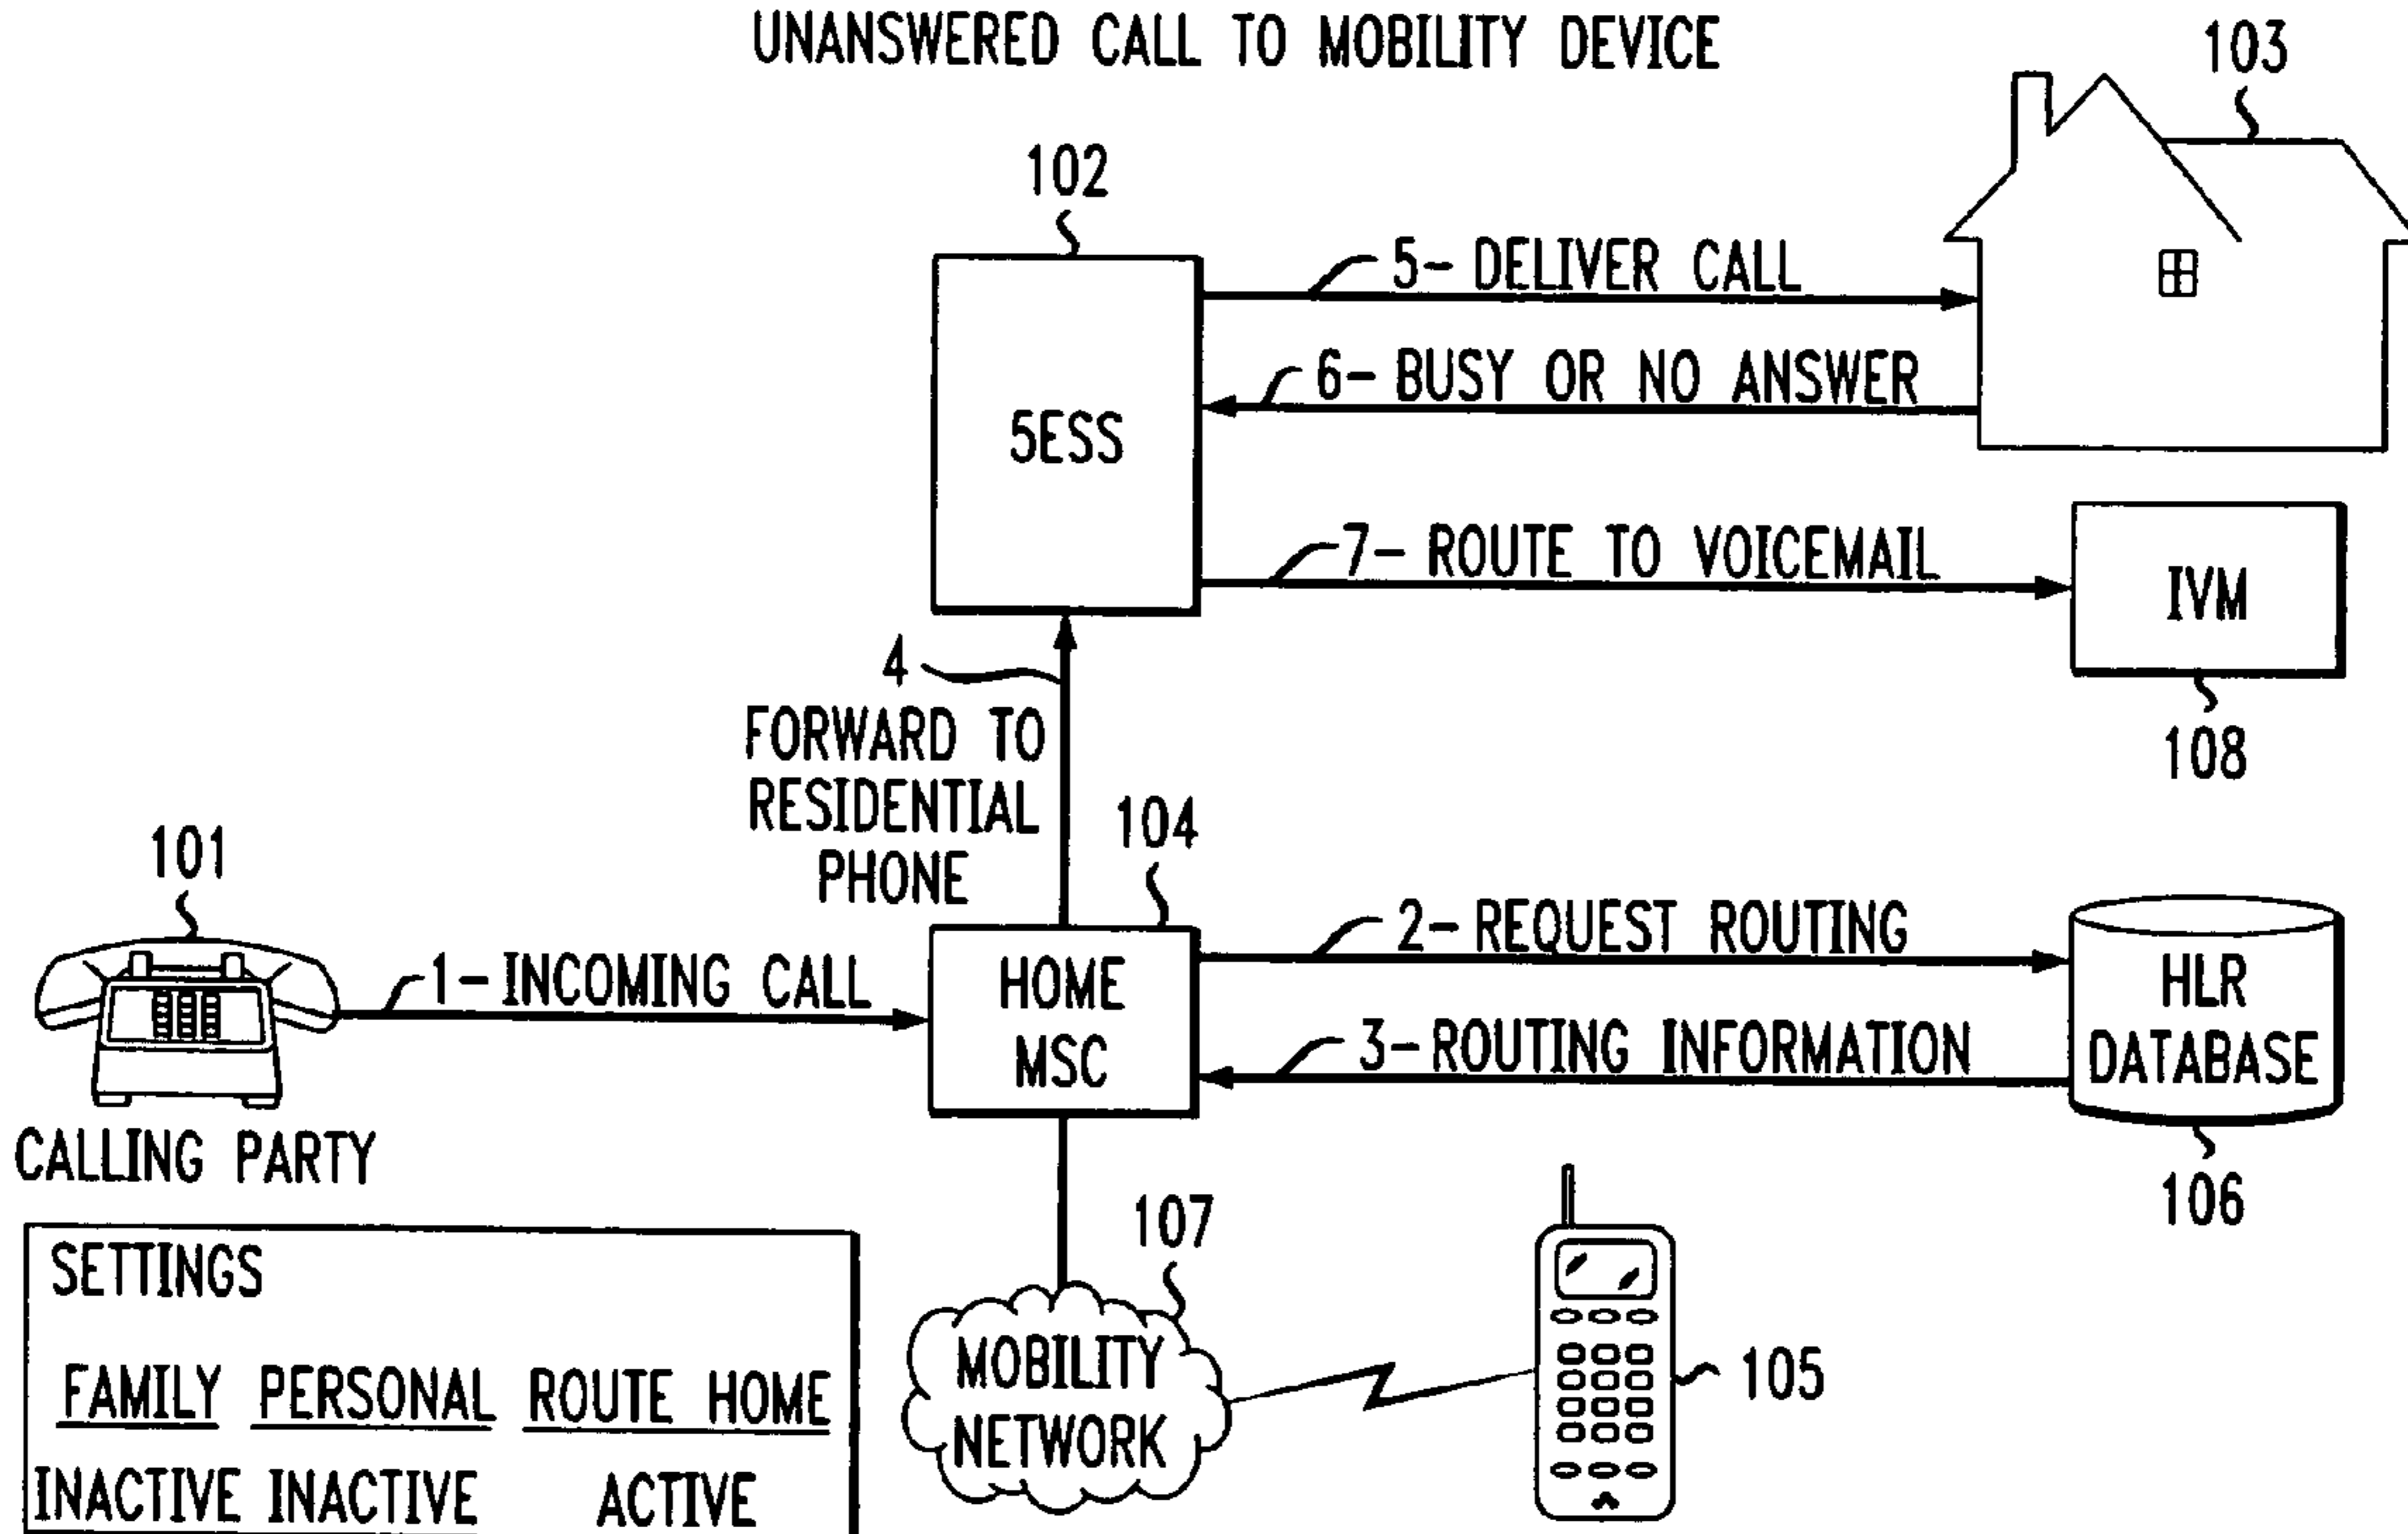 UNANSWERED CALL TO MOBILITY DEVICE
103
102
5- DELIVER CALL
6- BUSY OR NO ANSWER
5ESS
7- ROUTE TO VOICEMAIL
IVM
108
4
FORWARD TO
RESIDENTIAL
PHONE
104
101
1- INCOMING CALL
HOME
MSC
2- REQUEST ROUTING
3- ROUTING INFORMATION
HLR
DATABASE
106
CALLING PARTY
107
MOBILITY
NETWORK
105
SETTINGS
FAMILY PERSONAL ROUTE HOME
INACTIVE INACTIVE ACTIVE